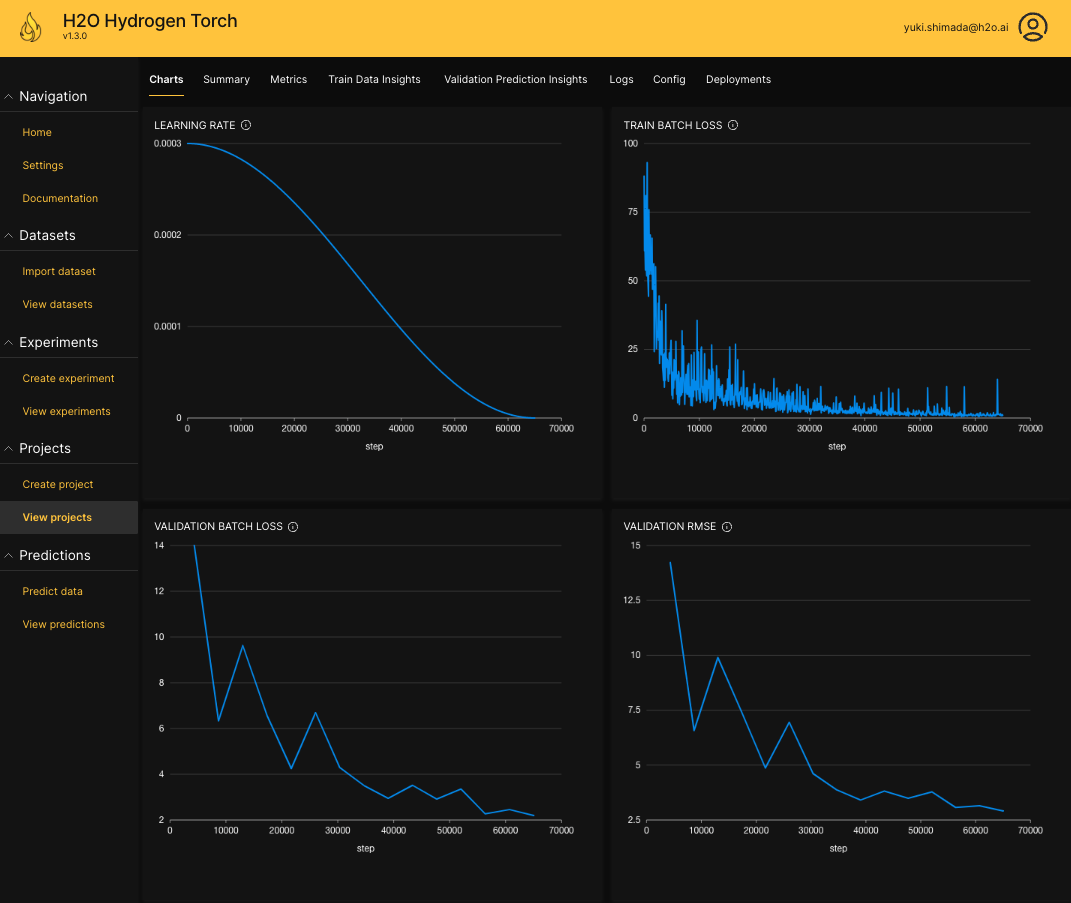 H2O Hydrogen Torch
v1.3.0
yuki.shimada@h2o.ai
Navigation
Home
Settings
Documentation
Datasets
Import dataset
View datasets
Experiments
Create experiment
View experiments
Projects
Create project
View projects
Predictions
Predict data
View predictions
Charts Summary Metrics Train Data Insights Validation Prediction Insights Logs Config Deployments
LEARNING RATE
0.0003
0.0002
0.0001
0
0 10000 20000 30000 40000 50000 60000 70000
step
TRAIN BATCH LOSS
100
75
50
25
0
0 10000 20000 30000 40000 50000 60000 70000
step
VALIDATION BATCH LOSS
14
12
10
8
6
4
2
0 10000 20000 30000 40000 50000 60000 70000
step
VALIDATION RMSE
15
12.5
10
7.5
5
2.5
0 10000 20000 30000 40000 50000 60000 70000
step